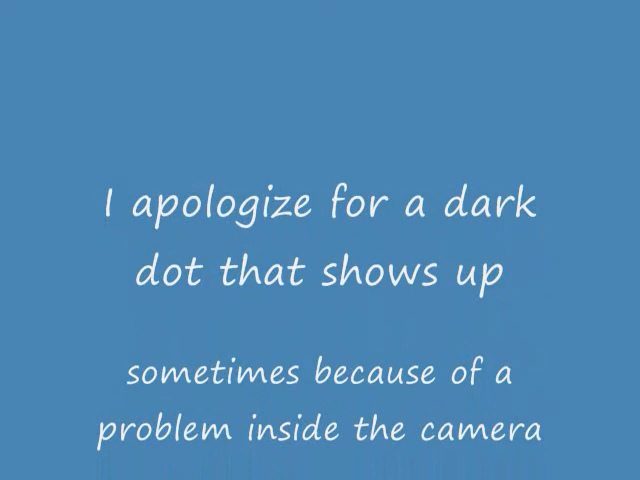 I apologize for a dark
dot that shows up
sometimes because of a
problem inside the camera